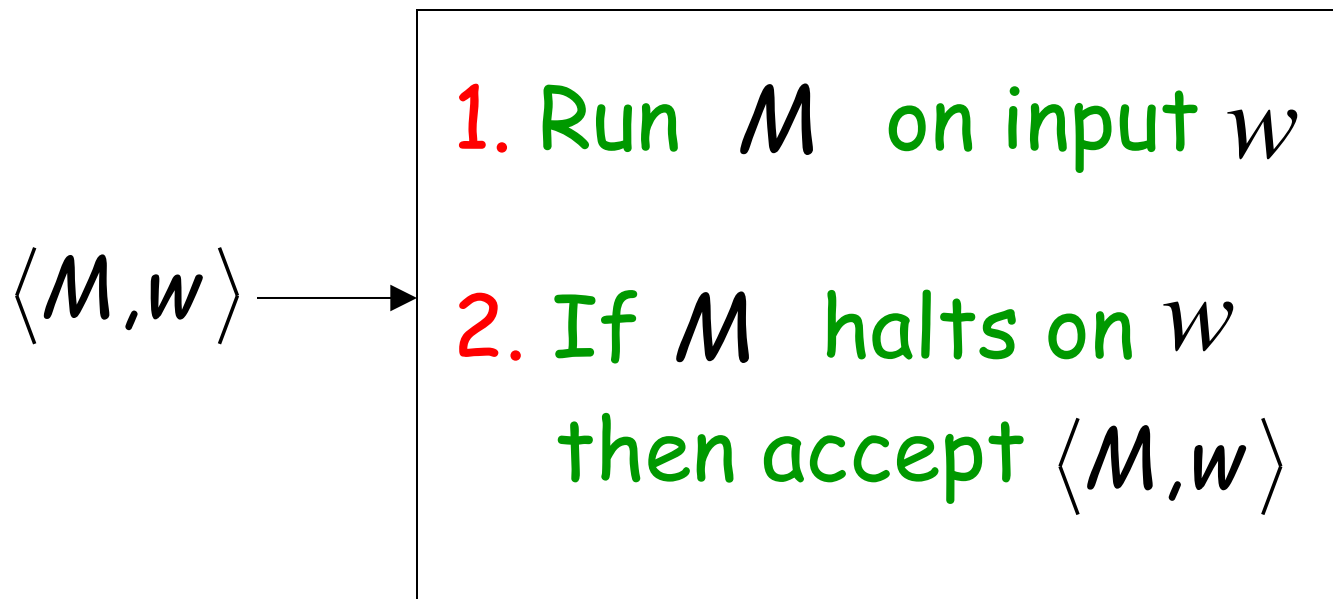 1. Run M on input w
⟨M,w⟩
2. If M halts on w
then accept ⟨M,w⟩